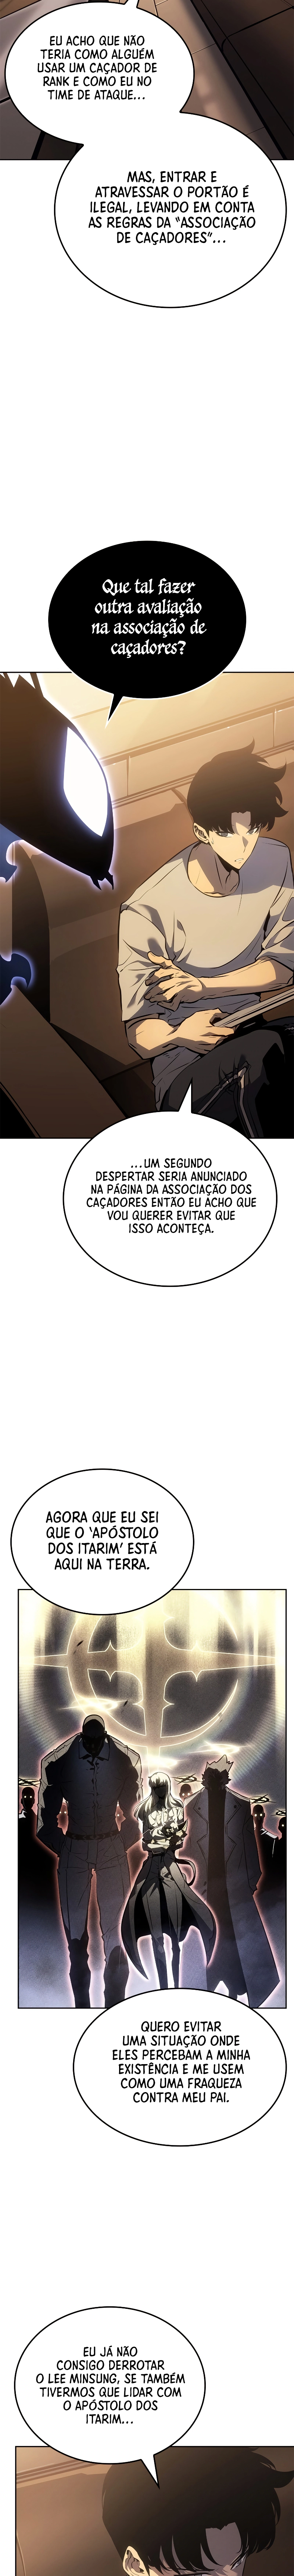 EU ACHO QUE NÃO
TERIA COMO ALGUÉM
USAR UM CAÇADOR DE
RANK E COMO EU NO
TIME DE ATAQUE...
MAS, ENTRAR E
ATRAVESSAR O PORTÃO É
ILEGAL, LEVANDO EM CONTA
AS REGRAS DA “ASSOCIAÇÃO
DE CAÇADORES”...
Que tal fazer
outra avaliação
na associação de
caçadores?
...UM SEGUNDO
DESPERTAR SERIA ANUNCIADO
NA PÁGINA DA ASSOCIAÇÃO DOS
CAÇADORES ENTÃO EU ACHO QUE
VOU QUERER EVITAR QUE
ISSO ACONTEÇA.
AGORA QUE EU SEI
QUE O ‘APÓSTOLO
DOS ITARIM’ ESTÁ
AQUI NA TERRA.
QUERO EVITAR
UMA SITUAÇÃO ONDE
ELES PERCEBAM A MINHA
EXISTÊNCIA E ME USEM
COMO UMA FRAQUEZA
CONTRA MEU PAI.
EU JÁ NÃO
CONSIGO DERROTAR
O LEE MINSUNG, SE TAMBÉM
TIVERMOS QUE LIDAR COM
O APÓSTOLO DOS
ITARIM...